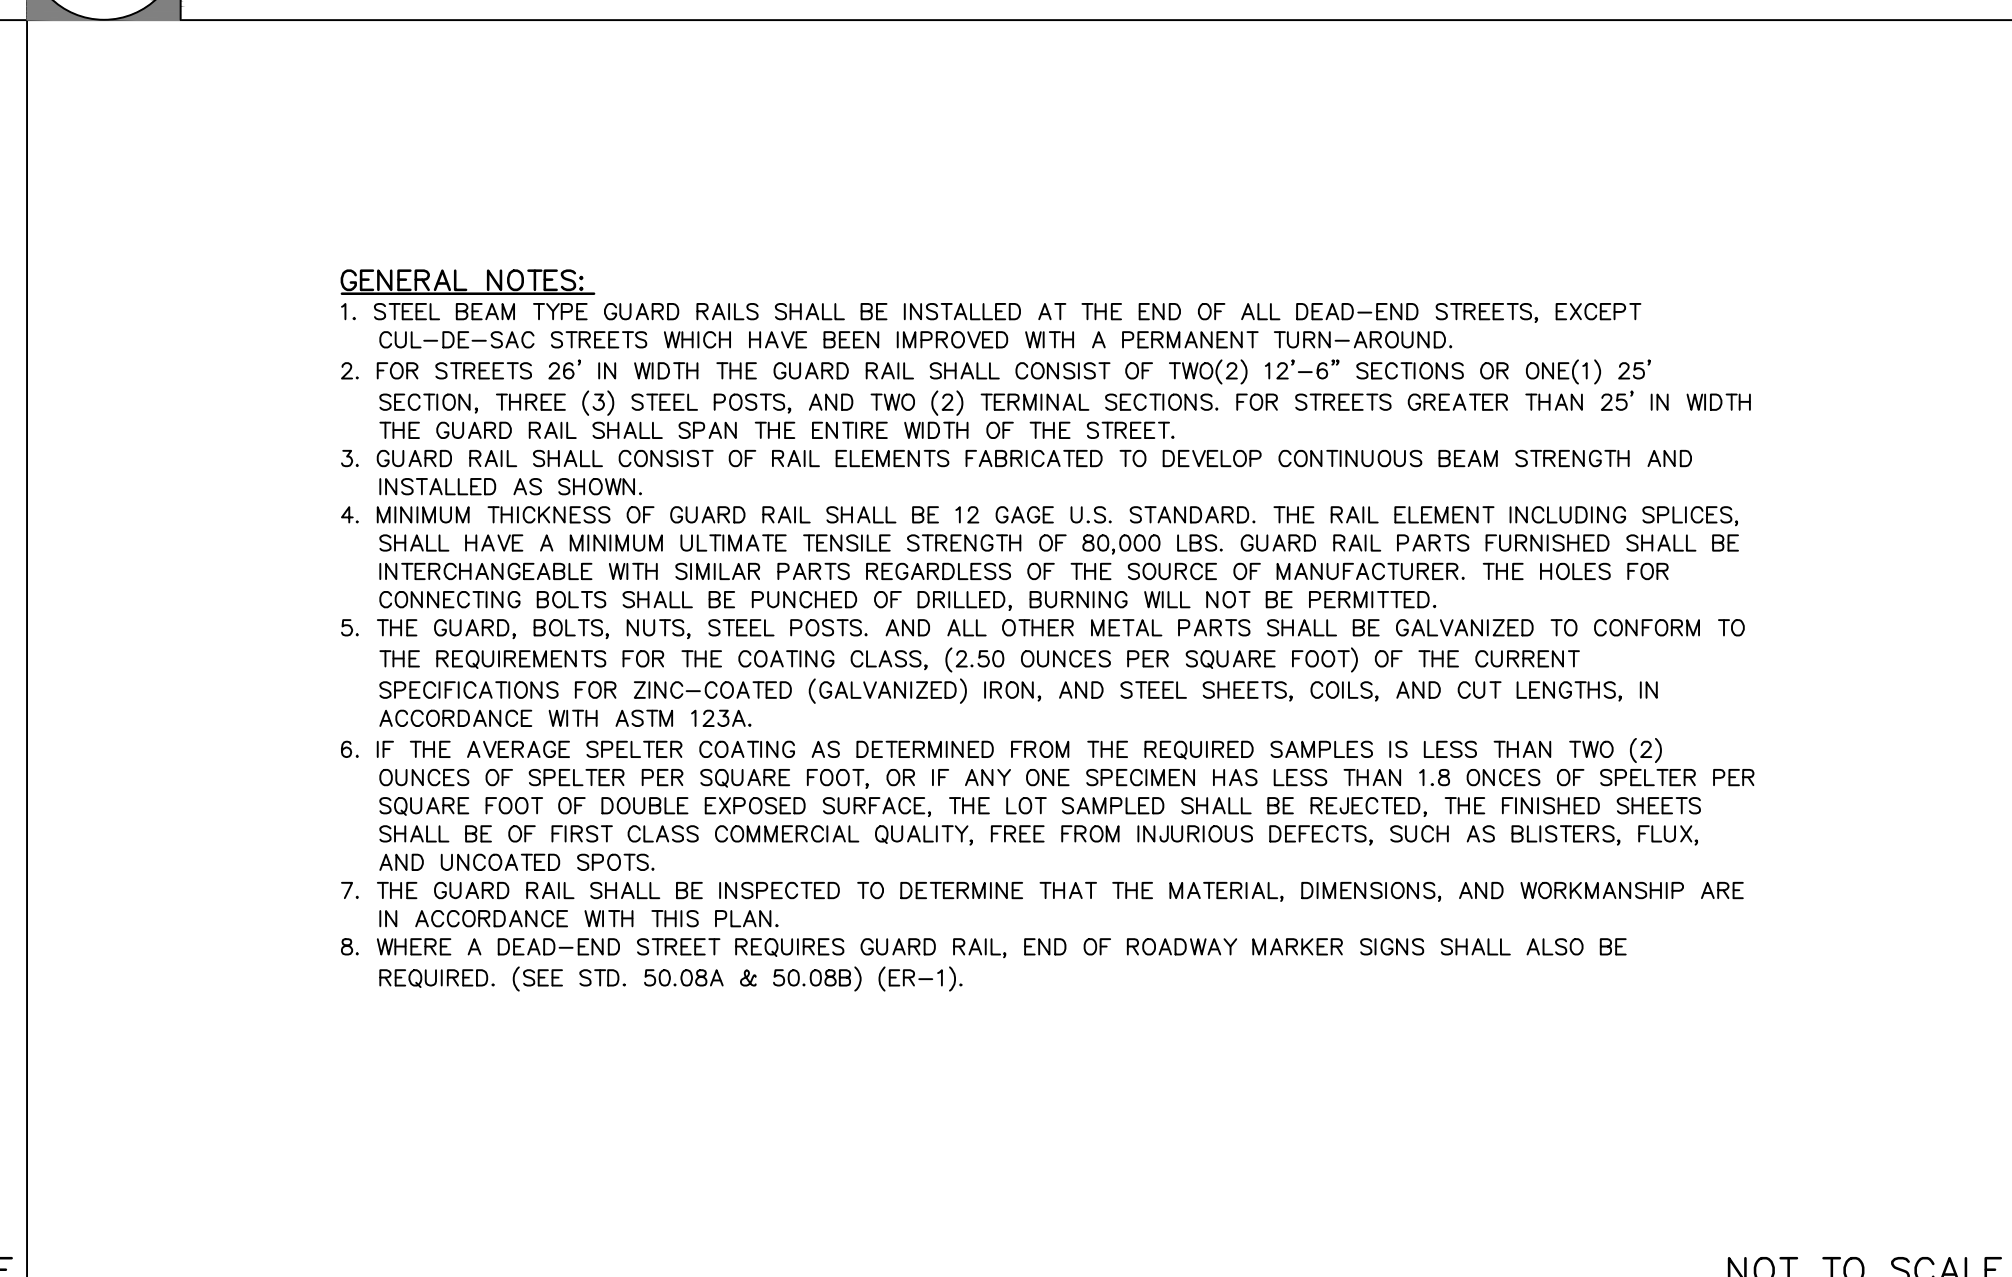 GENERAL NOTES:
1. STEEL BEAM TYPE GUARD RAILS SHALL BE INSTALLED AT THE END OF ALL DEAD-END STREETS, EXCEPT
CUL-DE-SAC STREETS WHICH HAVE BEEN IMPROVED WITH A PERMANENT TURN-AROUND.
2. FOR STREETS 26' IN WIDTH THE GUARD RAIL SHALL CONSIST OF TWO(2) 12'-6" SECTIONS OR ONE(1) 25'
SECTION, THREE (3) STEEL POSTS, AND TWO (2) TERMINAL SECTIONS. FOR STREETS GREATER THAN 25' IN WIDTH
THE GUARD RAIL SHALL SPAN THE ENTIRE WIDTH OF THE STREET.
3. GUARD RAIL SHALL CONSIST OF RAIL ELEMENTS FABRICATED TO DEVELOP CONTINUOUS BEAM STRENGTH AND
INSTALLED AS SHOWN.
4. MINIMUM THICKNESS OF GUARD RAIL SHALL BE 12 GAGE U.S. STANDARD. THE RAIL ELEMENT INCLUDING SPLICES,
SHALL HAVE A MINIMUM ULTIMATE TENSILE STRENGTH OF 80,000 LBS. GUARD RAIL PARTS FURNISHED SHALL BE
INTERCHANGEABLE WITH SIMILAR PARTS REGARDLESS OF THE SOURCE OF MANUFACTURER. THE HOLES FOR
CONNECTING BOLTS SHALL BE PUNCHED OF DRILLED, BURNING WILL NOT BE PERMITTED.
5. THE GUARD, BOLTS, NUTS, STEEL POSTS. AND ALL OTHER METAL PARTS SHALL BE GALVANIZED TO CONFORM TO
THE REQUIREMENTS FOR THE COATING CLASS, (2.50 OUNCES PER SQUARE FOOT) OF THE CURRENT
SPECIFICATIONS FOR ZINC-COATED (GALVANIZED) IRON, AND STEEL SHEETS, COILS, AND CUT LENGTHS, IN
ACCORDANCE WITH ASTM 123A.
6. IF THE AVERAGE SPELTER COATING AS DETERMINED FROM THE REQUIRED SAMPLES IS LESS THAN TWO (2)
OUNCES OF SPELTER PER SQUARE FOOT, OR IF ANY ONE SPECIMEN HAS LESS THAN 1.8 ONCES OF SPELTER PER
SQUARE FOOT OF DOUBLE EXPOSED SURFACE, THE LOT SAMPLED SHALL BE REJECTED, THE FINISHED SHEETS
SHALL BE OF FIRST CLASS COMMERCIAL QUALITY, FREE FROM INJURIOUS DEFECTS, SUCH AS BLISTERS, FLUX,
AND UNCOATED SPOTS.
7. THE GUARD RAIL SHALL BE INSPECTED TO DETERMINE THAT THE MATERIAL, DIMENSIONS, AND WORKMANSHIP ARE
IN ACCORDANCE WITH THIS PLAN.
8. WHERE A DEAD-END STREET REQUIRES GUARD RAIL, END OF ROADWAY MARKER SIGNS SHALL ALSO BE
REQUIRED. (SEE STD. 50.08A & 50.08B) (ER-1).
NOT TO SCALE